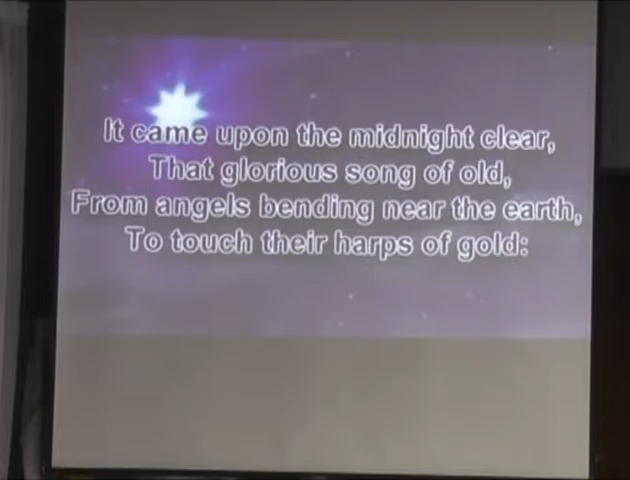 It came upon the midnight clear,
That glorious song of old,
From angels bending near the earth,
To touch their harps of gold: